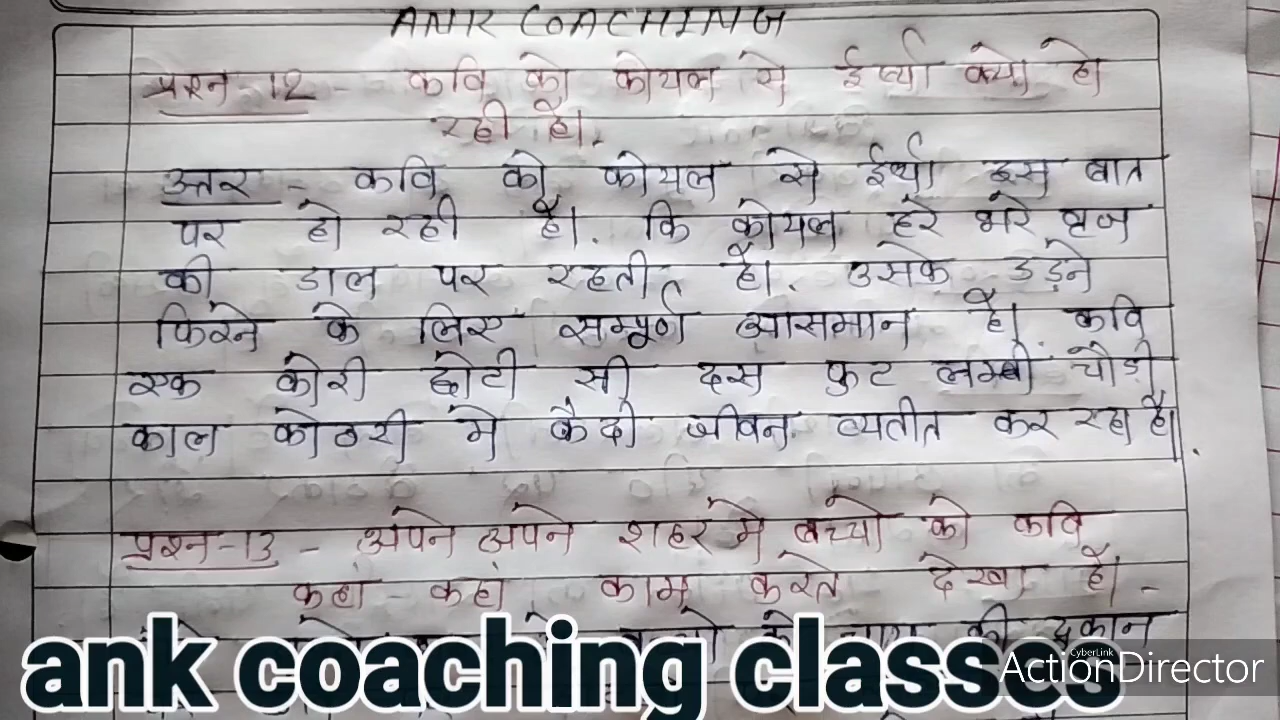 ANK COACHING
प्रश्न-12 - कवि को कोयल से ईर्ष्या क्यो हो
रही है।
उत्तर - कवि को कोयल से ईर्ष्या इस बात
पर हो रही है। कि कोयल हरे भरे वृज
की डाल पर रहती है। उसके उड़ने
फिरने के लिए सम्पूर्ण आसमान है। कवि
एक कोरी छोटी सी दस फुट लम्बी चौडी
काल कोठरी मे कैदी जीवन व्यतीत कर रहा है।
प्रश्न-13 - अपने अपने शहर मे बच्चो को कवि
कहा कहां काम करते देखा है। -
की दुकान
ank coaching classes
CyberLink
ActionDirector